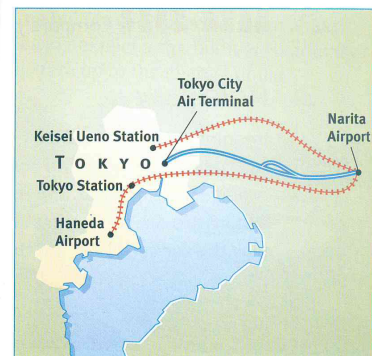 Tokyo City
Air Terminal
Narita
Airport
Keisei Ueno Station
TOKYO
Tokyo Station
Haneda
Airport